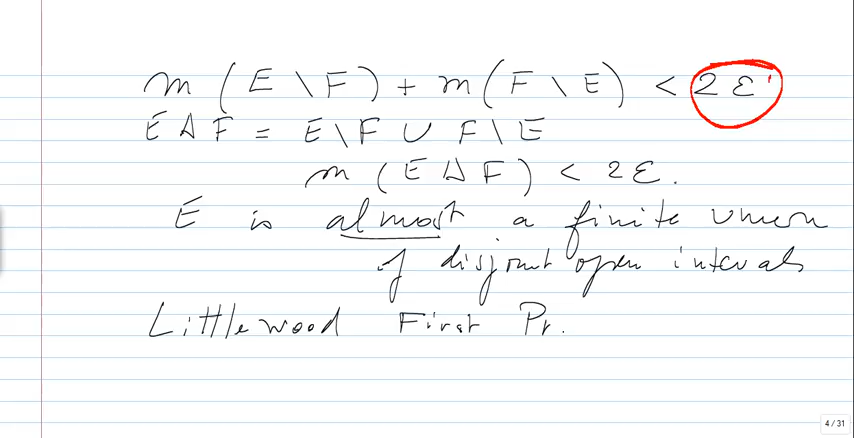 m (E \ F) + m (F \ E) < 2ε
E Δ F = E \ F ∪ F \ E
m (E Δ F) < 2ε.
E is almost a finite union
of disjoint open intervals
Littlewood First Pr.
4 / 31